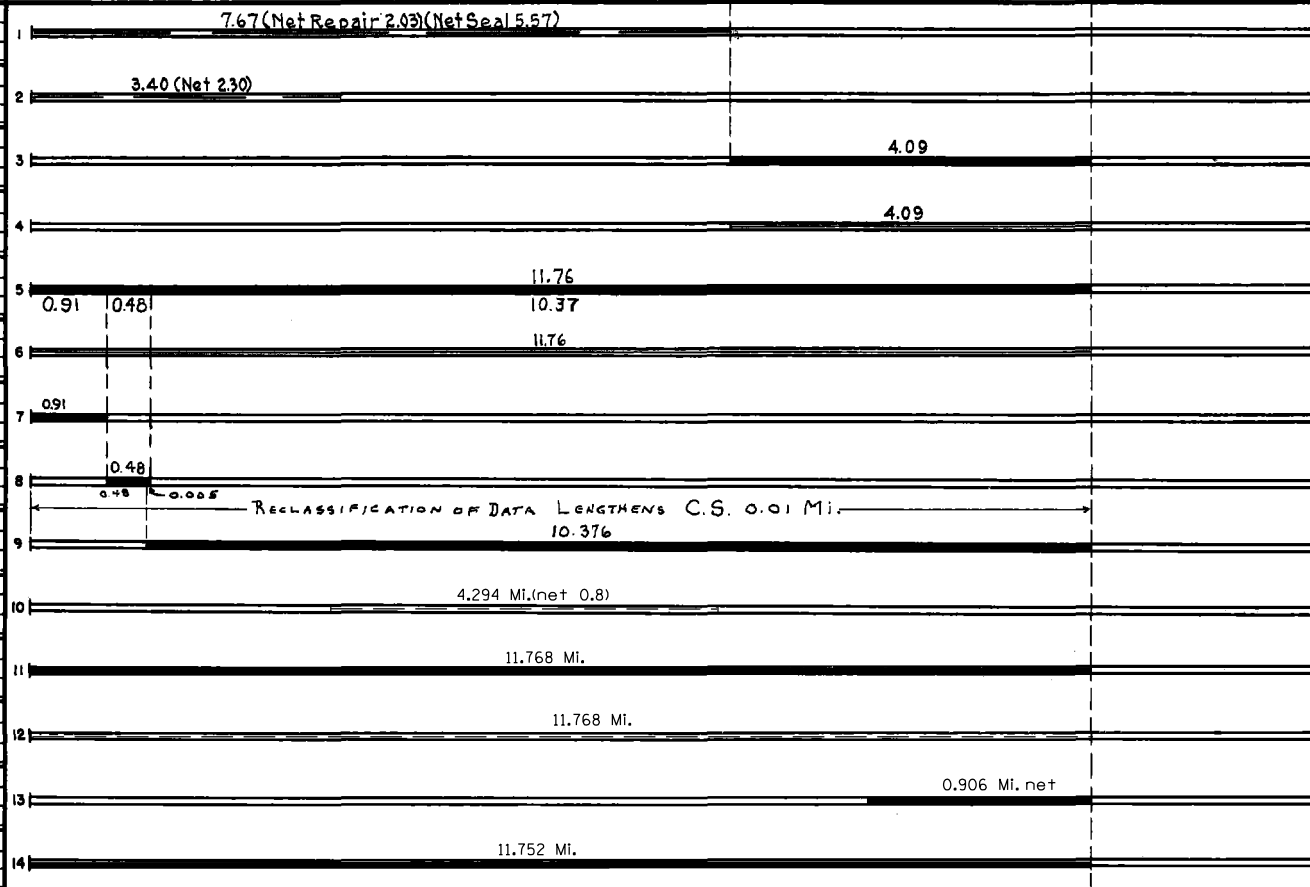 1 7.67 (Net Repair 2.03)(Net Seal 5.57)
2 3.40 (Net 2.30)
3 4.09
4 4.09
5 11.76
0.91 0.48 10.37
6 11.76
7 0.91
8 0.48
0.48 0.005
RECLASSIFICATION OF DATA LENGTHENS C.S. 0.01 Mi.
9 10.376
10 4.294 Mi.(net 0.8)
11 11.768 Mi.
12 11.768 Mi.
13 0.906 Mi. net
14 11.752 Mi.